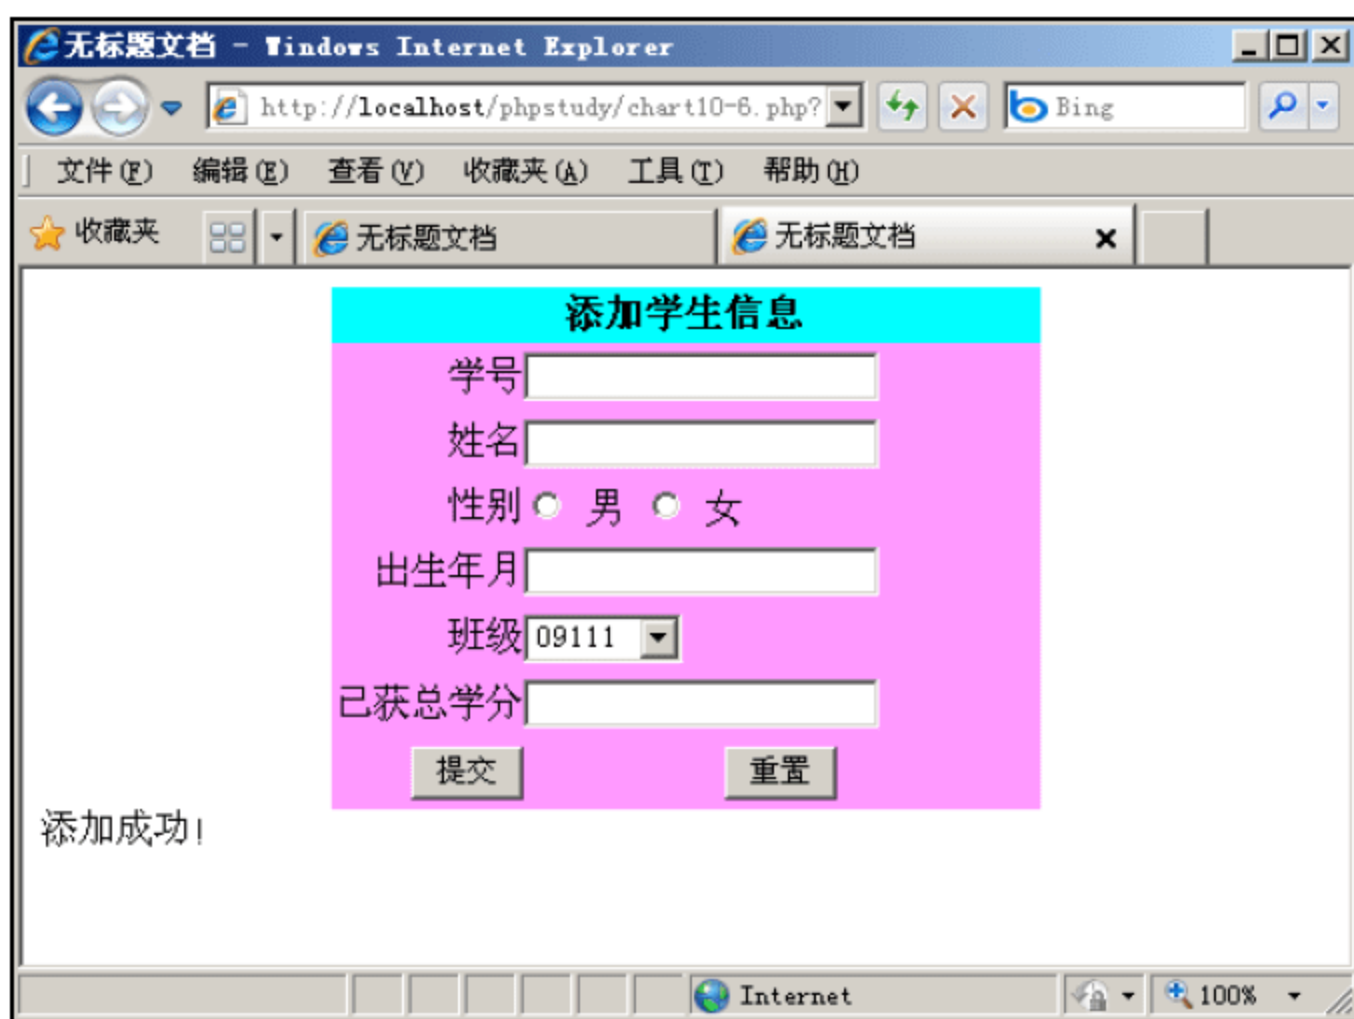 无标题文档 - Windows Internet Explorer
http://localhost/phpstudy/chart10-6.php?
Bing
文件(F) 编辑(E) 查看(V) 收藏夹(A) 工具(T) 帮助(H)
收藏夹 无标题文档 无标题文档
添加学生信息
学号
姓名
性别 男 女
出生年月
班级 09111
已获总学分
提交 重置
添加成功!
Internet 100%